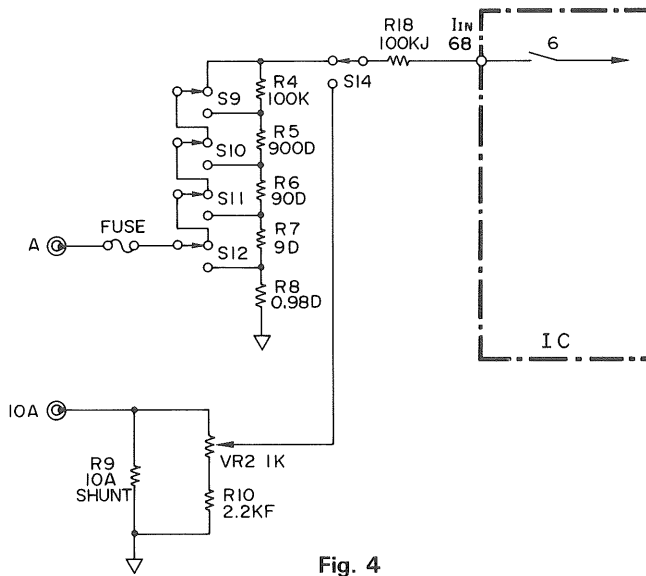 R18
100KJ
IIN
68
6
S14
R4
100K
S9
R5
900D
S10
R6
90D
S11
R7
9D
FUSE
A
S12
R8
0.98D
IC
10A
VR2 1K
R9
10A
SHUNT
R10
2.2KF
Fig. 4